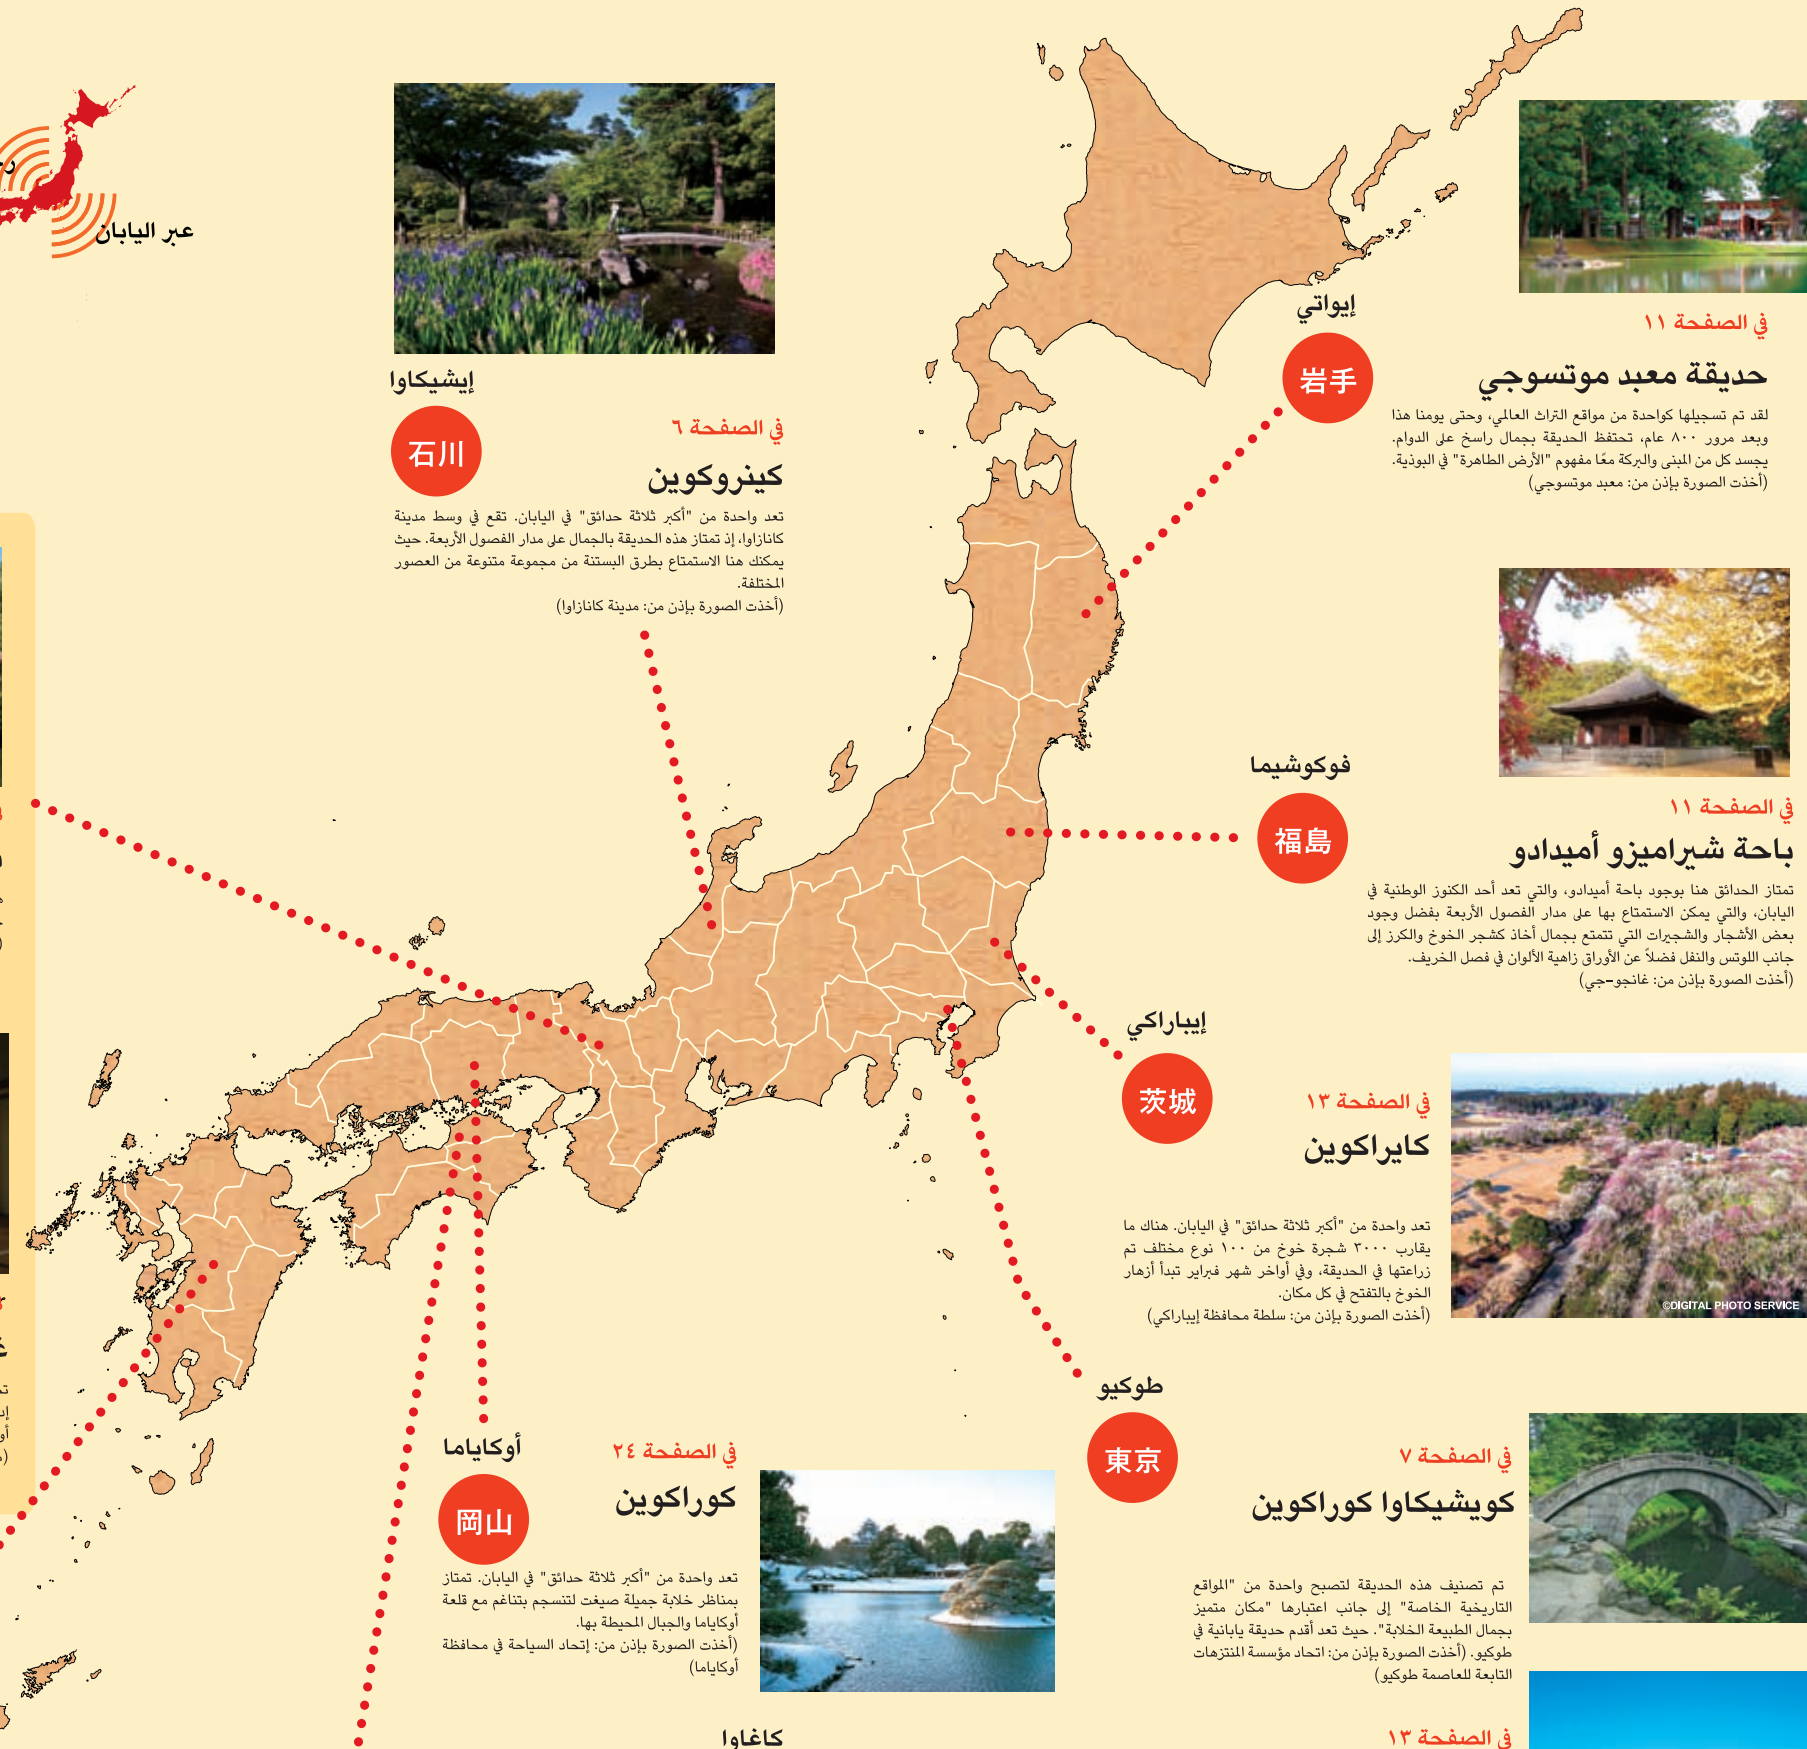 عبر اليابان
إيشيكاوا
石川
في الصفحة ٦
كينروكوين
تعد واحدة من "أكبر ثلاثة حدائق" في اليابان. تقع في وسط مدينة
كانازاوا، إذ تمتاز هذه الحديقة بالجمال على مدار الفصول الأربعة. حيث
يمكنك هنا الاستمتاع بطرق البستنة من مجموعة متنوعة من العصور
المختلفة.
(أخذت الصورة بإذن من: مدينة كانازاوا)
إيواتي
岩手
في الصفحة ١١
حديقة معبد موتسوجي
لقد تم تسجيلها كواحدة من مواقع التراث العالمي، وحتى يومنا هذا
وبعد مرور ٨٠٠ عام، تحتفظ الحديقة بجمال راسخ على الدوام.
يجسد كل من المبنى والبركة معًا مفهوم "الأرض الطاهرة" في البوذية.
(أخذت الصورة بإذن من: معبد موتسوجي)
فوكوشيما
福島
في الصفحة ١١
باحة شيراميزو أميدادو
تمتاز الحدائق هنا بوجود باحة أميدادو، والتي تعد أحد الكنوز الوطنية في
اليابان، والتي يمكن الاستمتاع بها على مدار الفصول الأربعة بفضل وجود
بعض الأشجار والشجيرات التي تتمتع بجمال أخاذ كشجر الخوخ والكرز إلى
جانب اللوتس والنفل فضلاً عن الأوراق زاهية الألوان في فصل الخريف.
(أخذت الصورة بإذن من: غانجو-جي)
إيباراكي
茨城
في الصفحة ١٣
كايراكوين
تعد واحدة من "أكبر ثلاثة حدائق" في اليابان. هناك ما
يقارب ٣٠٠٠ شجرة خوخ من ١٠٠ نوع مختلف تم
زراعتها في الحديقة، وفي أواخر شهر فبراير تبدأ أزهار
الخوخ بالتفتح في كل مكان.
(أخذت الصورة بإذن من: سلطة محافظة إيباراكي)
©DIGITAL PHOTO SERVICE
طوكيو
東京
في الصفحة ٧
كويشيكاوا كوراكوين
تم تصنيف هذه الحديقة لتصبح واحدة من "المواقع
التاريخية الخاصة" إلى جانب اعتبارها "مكان متميز
بجمال الطبيعة الخلابة". حيث تعد أقدم حديقة يابانية في
طوكيو. (أخذت الصورة بإذن من: اتحاد مؤسسة المنتزهات
التابعة للعاصمة طوكيو)
في الصفحة ١٣
أوكاياما
岡山
في الصفحة ٢٤
كوراكوين
تعد واحدة من "أكبر ثلاثة حدائق" في اليابان. تمتاز
بمناظر خلابة جميلة صيغت لتنسجم بتناغم مع قلعة
أوكاياما والجبال المحيطة بها.
(أخذت الصورة بإذن من: إتحاد السياحة في محافظة
أوكاياما)
كاغاوا